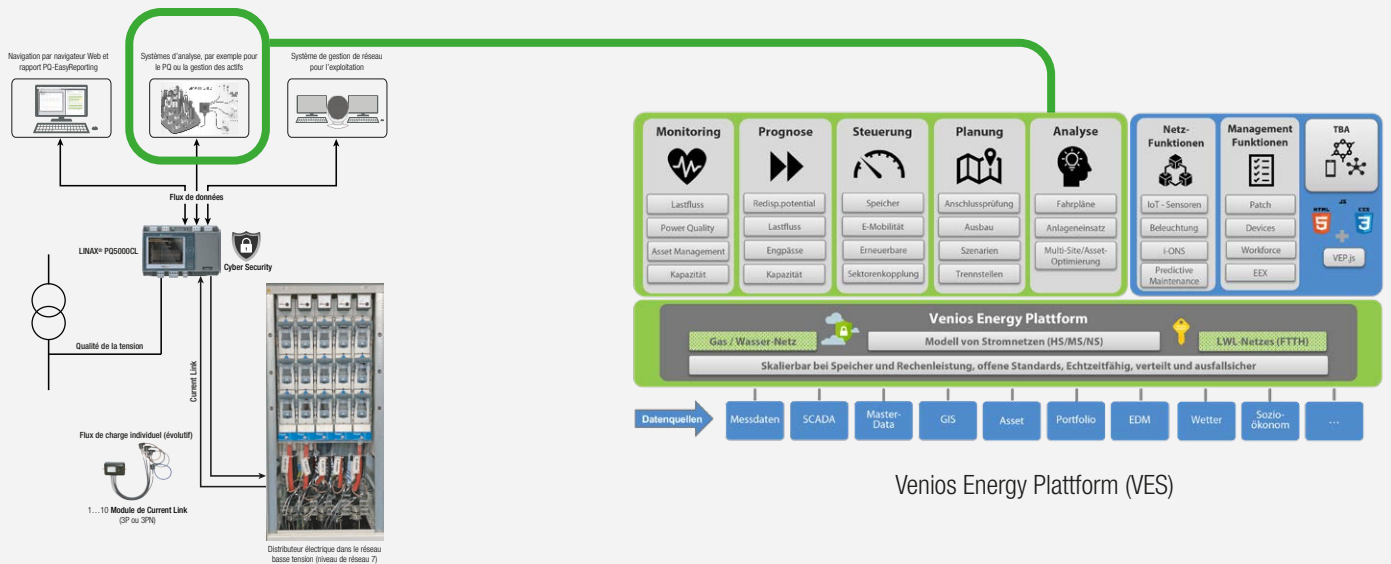 Navigation par navigateur Web et
rapport PQ-EasyReporting
Systèmes d'analyse, par exemple pour
le PQ ou la gestion des actifs
Système de gestion de réseau
pour l'exploitation
Flux de données
LINAX® PQ5000CL
Cyber Security
Qualité de la tension
Current Link
Flux de charge individuel (évolutif)
1…10 Module de Current Link
(3P ou 3PN)
Distributeur électrique dans le réseau
basse tension (niveau de réseau 7)
Monitoring
Lastfluss
Power Quality
Asset Management
Kapazität
Prognose
Redisp.potential
Lastfluss
Engpässe
Kapazität
Steuerung
Speicher
E-Mobilität
Erneuerbare
Sektorenkopplung
Planung
Anschlussprüfung
Ausbau
Szenarien
Trennstellen
Analyse
Fahrpläne
Anlageneinsatz
Multi-Site/Asset-
Optimierung
Netz-
Funktionen
IoT - Sensoren
Beleuchtung
i-ONS
Predictive
Maintenance
Management
Funktionen
Patch
Devices
Workforce
EEX
TBA
JS
HTML
5
CSS
3
VEP.js
Venios Energy Plattform
Gas / Wasser-Netz
Modell von Stromnetzen (HS/MS/NS)
LWL-Netzes (FTTH)
Skalierbar bei Speicher und Rechenleistung, offene Standards, Echtzeitfähig, verteilt und ausfallsicher
Datenquellen
Messdaten
SCADA
Master-
Data
GIS
Asset
Portfolio
EDM
Wetter
Sozio-
ökonom
...
Venios Energy Plattform (VES)